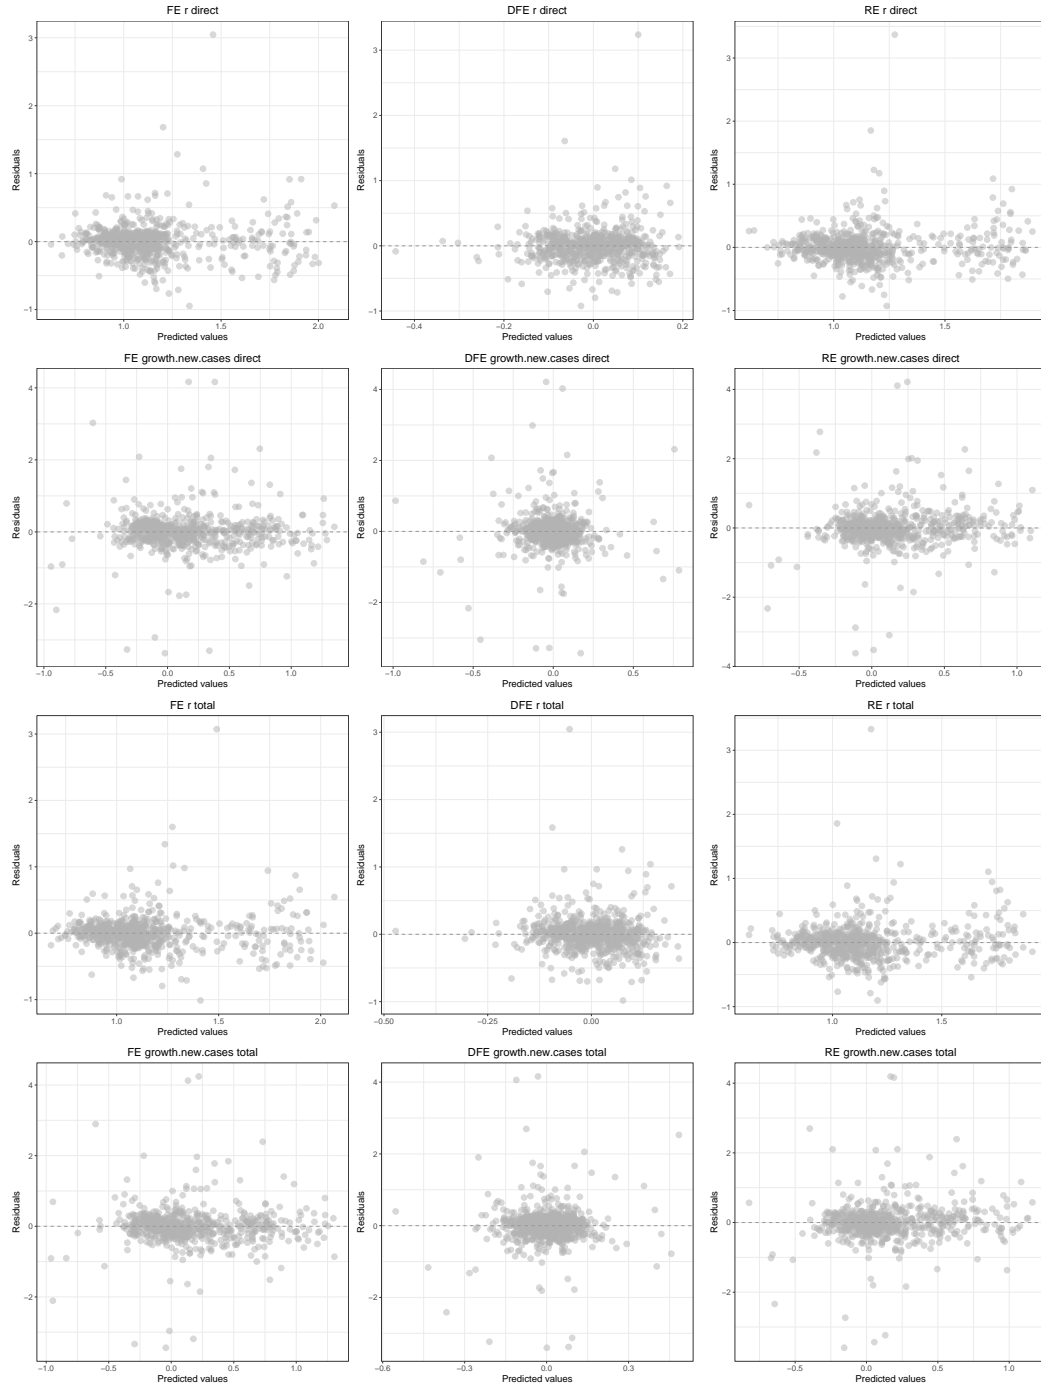 FE r direct
DFE r direct
RE r direct
Residuals
3
2
1
0
−1
1.0
1.5
2.0
Predicted values
Residuals
3
2
1
0
−1
−0.4
−0.2
0.0
0.2
Predicted values
Residuals
3
2
1
0
−1
1.0
1.5
Predicted values
FE growth.new.cases direct
DFE growth.new.cases direct
RE growth.new.cases direct
Residuals
4
2
0
−2
−1.0
−0.5
0.0
0.5
1.0
Predicted values
Residuals
4
2
0
−2
−1.0
−0.5
0.0
0.5
Predicted values
Residuals
4
2
0
−2
−4
−0.5
0.0
0.5
1.0
Predicted values
FE r total
DFE r total
RE r total
Residuals
3
2
1
0
−1
1.0
1.5
2.0
Predicted values
Residuals
3
2
1
0
−1
−0.50
−0.25
0.00
Predicted values
Residuals
3
2
1
0
−1
1.0
1.5
Predicted values
FE growth.new.cases total
DFE growth.new.cases total
RE growth.new.cases total
Residuals
4
2
0
−2
−1.0
−0.5
0.0
0.5
1.0
Predicted values
Residuals
4
2
0
−2
−0.6
−0.3
0.0
0.3
Predicted values
Residuals
4
2
0
−2
−0.5
0.0
0.5
1.0
Predicted values